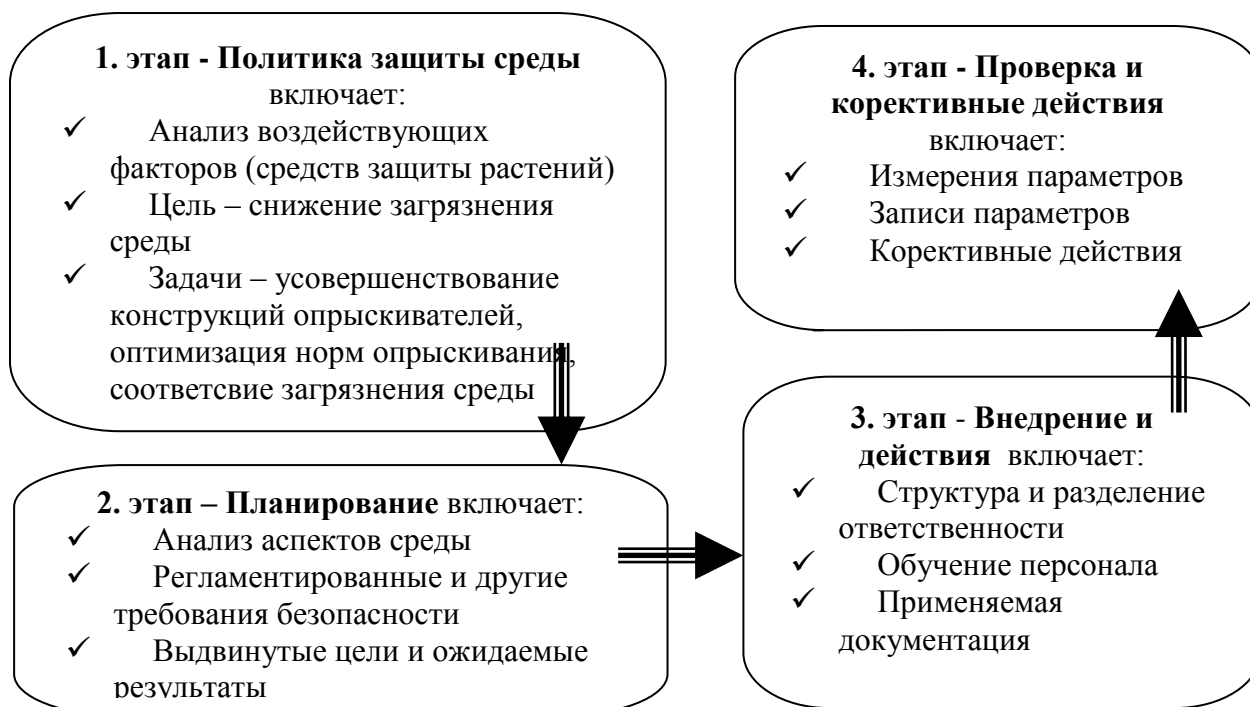 1. этап - Политика защиты среды
включает:
✓ Анализ воздействующих
факторов (средств защиты растений)
✓ Цель – снижение загрязнения
среды
✓ Задачи – усовершенствование
конструкций опрыскивателей,
оптимизация норм опрыскивания,
соответсвие загрязнения среды
2. этап – Планирование включает:
✓ Анализ аспектов среды
✓ Регламентированные и другие
требования безопасности
✓ Выдвинутые цели и ожидаемые
результаты
3. этап - Внедрение и
действия включает:
✓ Структура и разделение
ответственности
✓ Обучение персонала
✓ Применяемая
документация
4. этап - Проверка и
корективные действия
включает:
✓ Измерения параметров
✓ Записи параметров
✓ Корективные действия